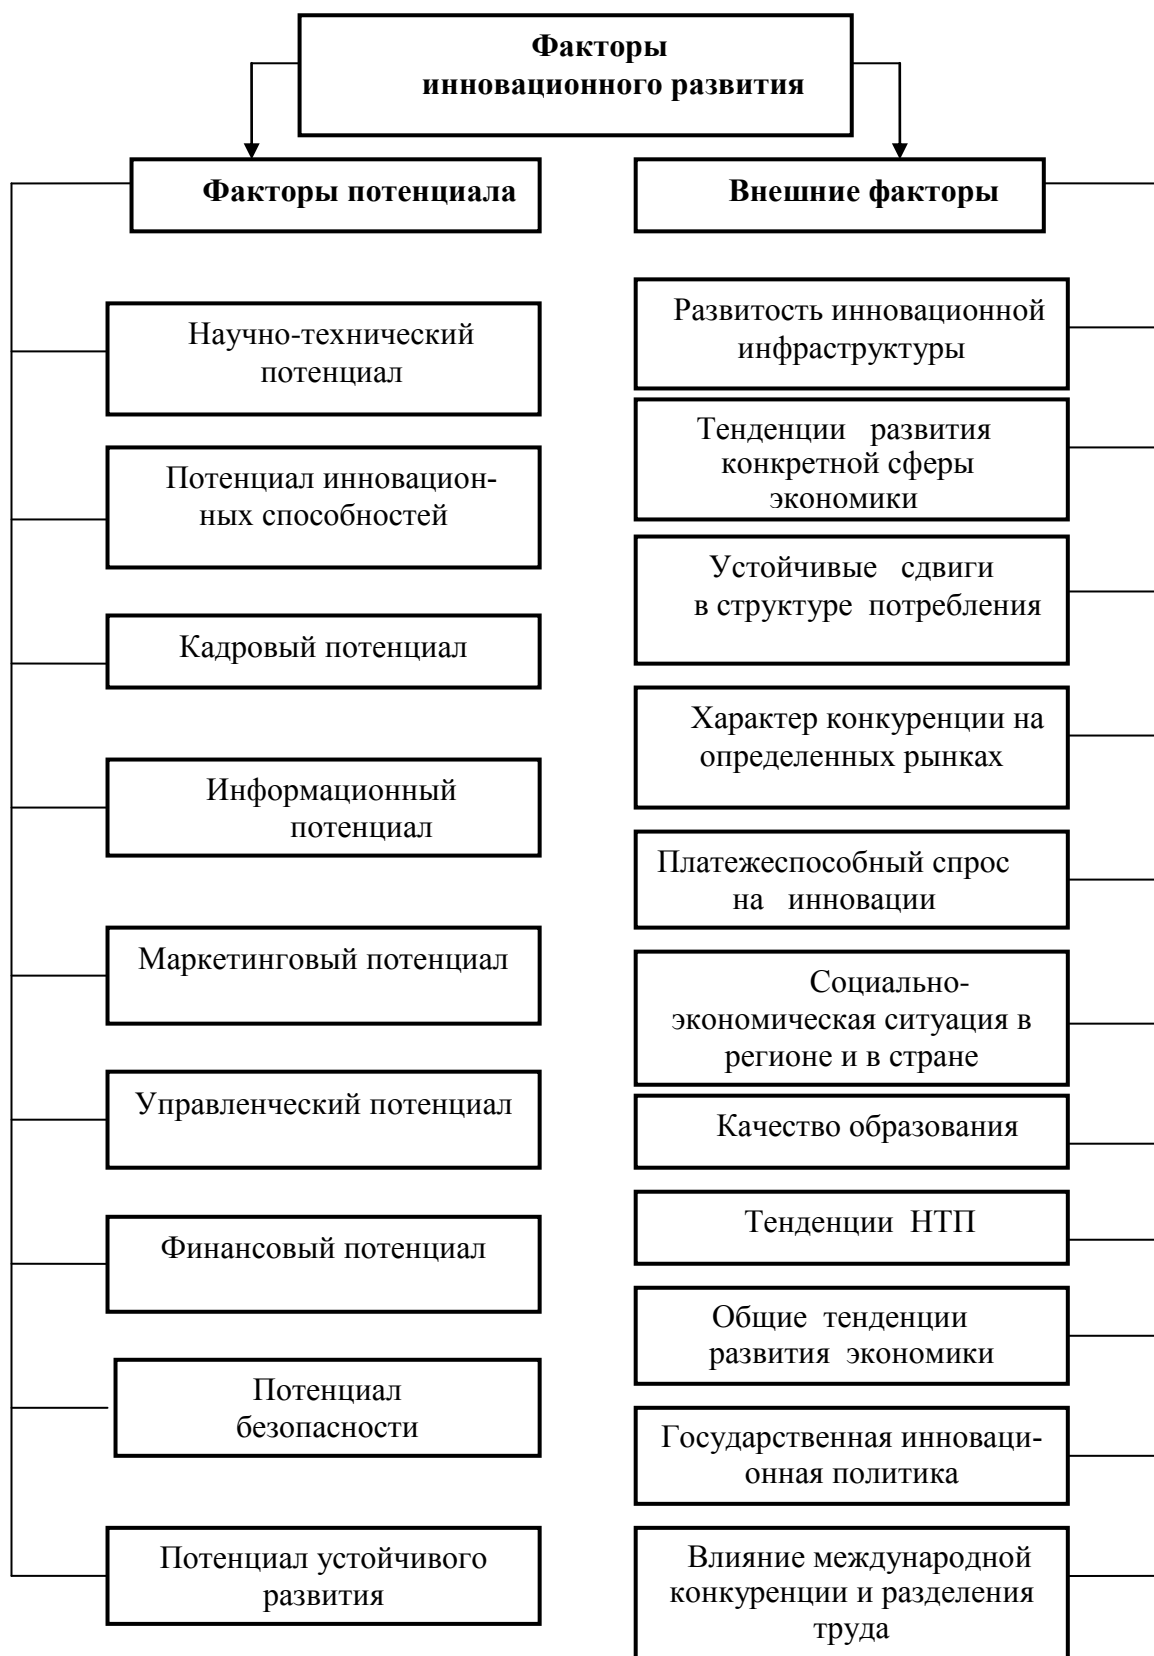 Факторы
инновационного развития
Факторы потенциала
Научно-технический
потенциал
Потенциал инновацион-
ных способностей
Кадровый потенциал
Информационный
потенциал
Маркетинговый потенциал
Управленческий потенциал
Финансовый потенциал
Потенциал
безопасности
Потенциал устойчивого
развития
Внешние факторы
Развитость инновационной
инфраструктуры
Тенденции развития
конкретной сферы
экономики
Устойчивые сдвиги
в структуре потребления
Характер конкуренции на
определенных рынках
Платежеспособный спрос
на инновации
Социально-
экономическая ситуация в
регионе и в стране
Качество образования
Тенденции НТП
Общие тенденции
развития экономики
Государственная инноваци-
онная политика
Влияние международной
конкуренции и разделения
труда